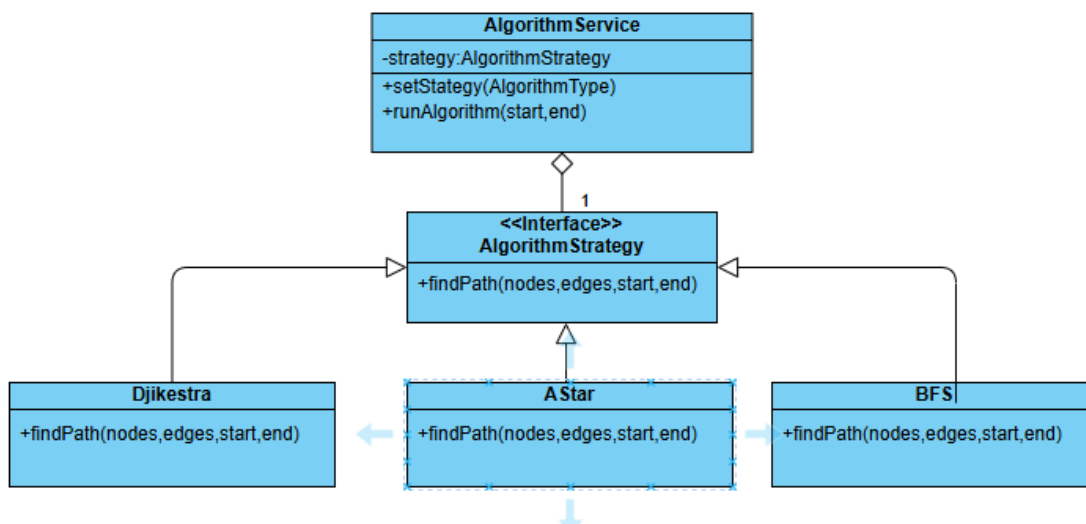 AlgorithmService
-strategy:AlgorithmStrategy
+setStategy(AlgorithmType)
+runAlgorithm(start,end)
1
<<Interface>>
AlgorithmStrategy
+findPath(nodes,edges,start,end)
Djikestra
+findPath(nodes,edges,start,end)
AStar
+findPath(nodes,edges,start,end)
BFS
+findPath(nodes,edges,start,end)